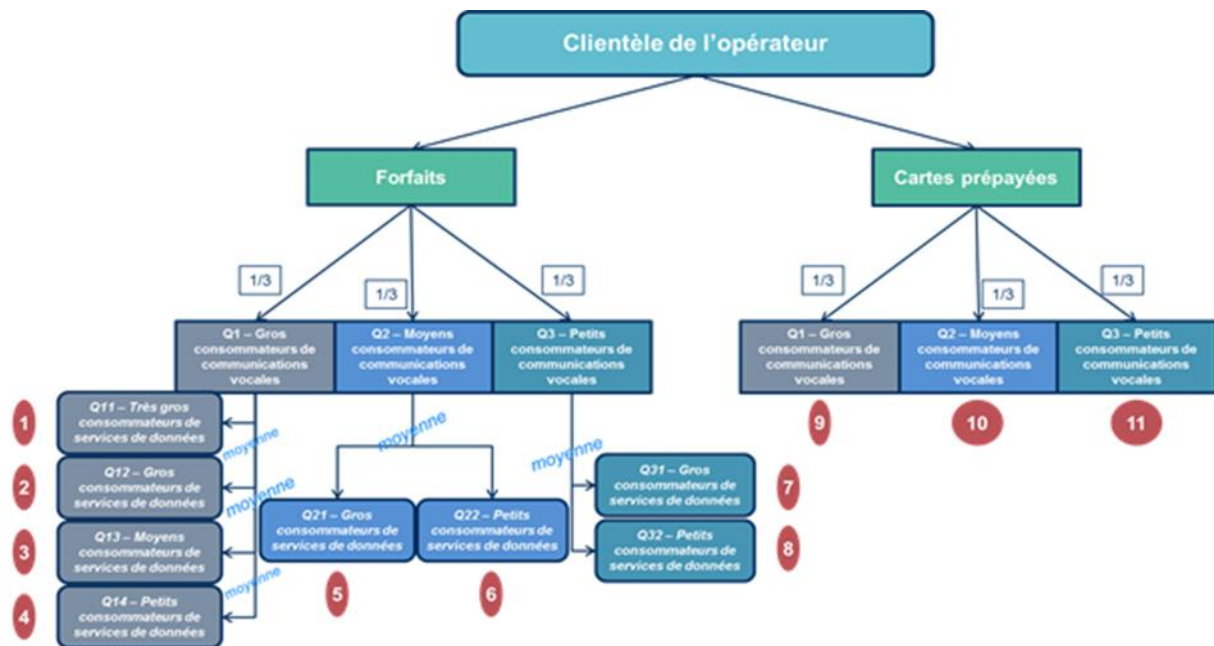 Clientèle de l'opérateur
Forfaits
Cartes prépayées
1/3
1/3
1/3
1/3
1/3
1/3
Q1 – Gros
consommateurs de
communications
vocales
Q2 – Moyens
consommateurs de
communications
vocales
Q3 – Petits
consommateurs de
communications
vocales
Q1 – Gros
consommateurs de
communications
vocales
Q2 – Moyens
consommateurs de
communications
vocales
Q3 – Petits
consommateurs de
communications
vocales
1
Q11 – Très gros
consommateurs de
services de données
moyenne
2
Q12 – Gros
consommateurs de
services de données
moyenne
3
Q13 – Moyens
consommateurs de
services de données
moyenne
4
Q14 – Petits
consommateurs de
services de données
moyenne
Q21 – Gros
consommateurs de
services de données
5
Q22 – Petits
consommateurs de
services de données
6
moyenne
Q31 – Gros
consommateurs de
services de données
7
Q32 – Petits
consommateurs de
services de données
8
9
10
11